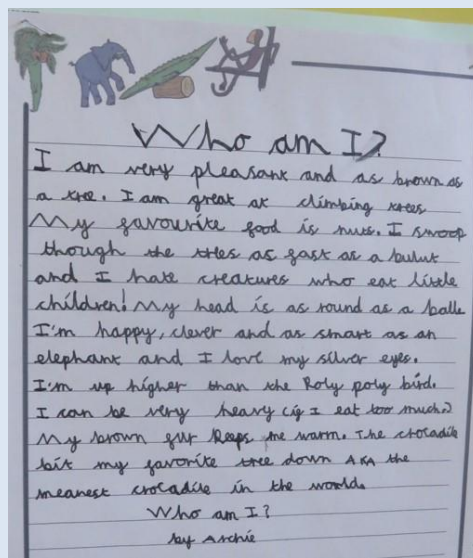 Who am I?
I am very pleasant and as brown as
a tree. I am great at climbing trees
My favourite food is nuts. I swoop
though the trees as fast as a bulut
and I hate creatures who eat little
children! My head is as round as a balle
I'm happy, clever and as smart as an
elephant and I love my silver eyes.
I'm up higher than the Roly poly bird.
I can be very heavy (if I eat too much)
My brown fur keeps me warm. The crocadile
bit my favorite tree down AKA the
meanest crocadile in the world.
Who am I?
by Archie